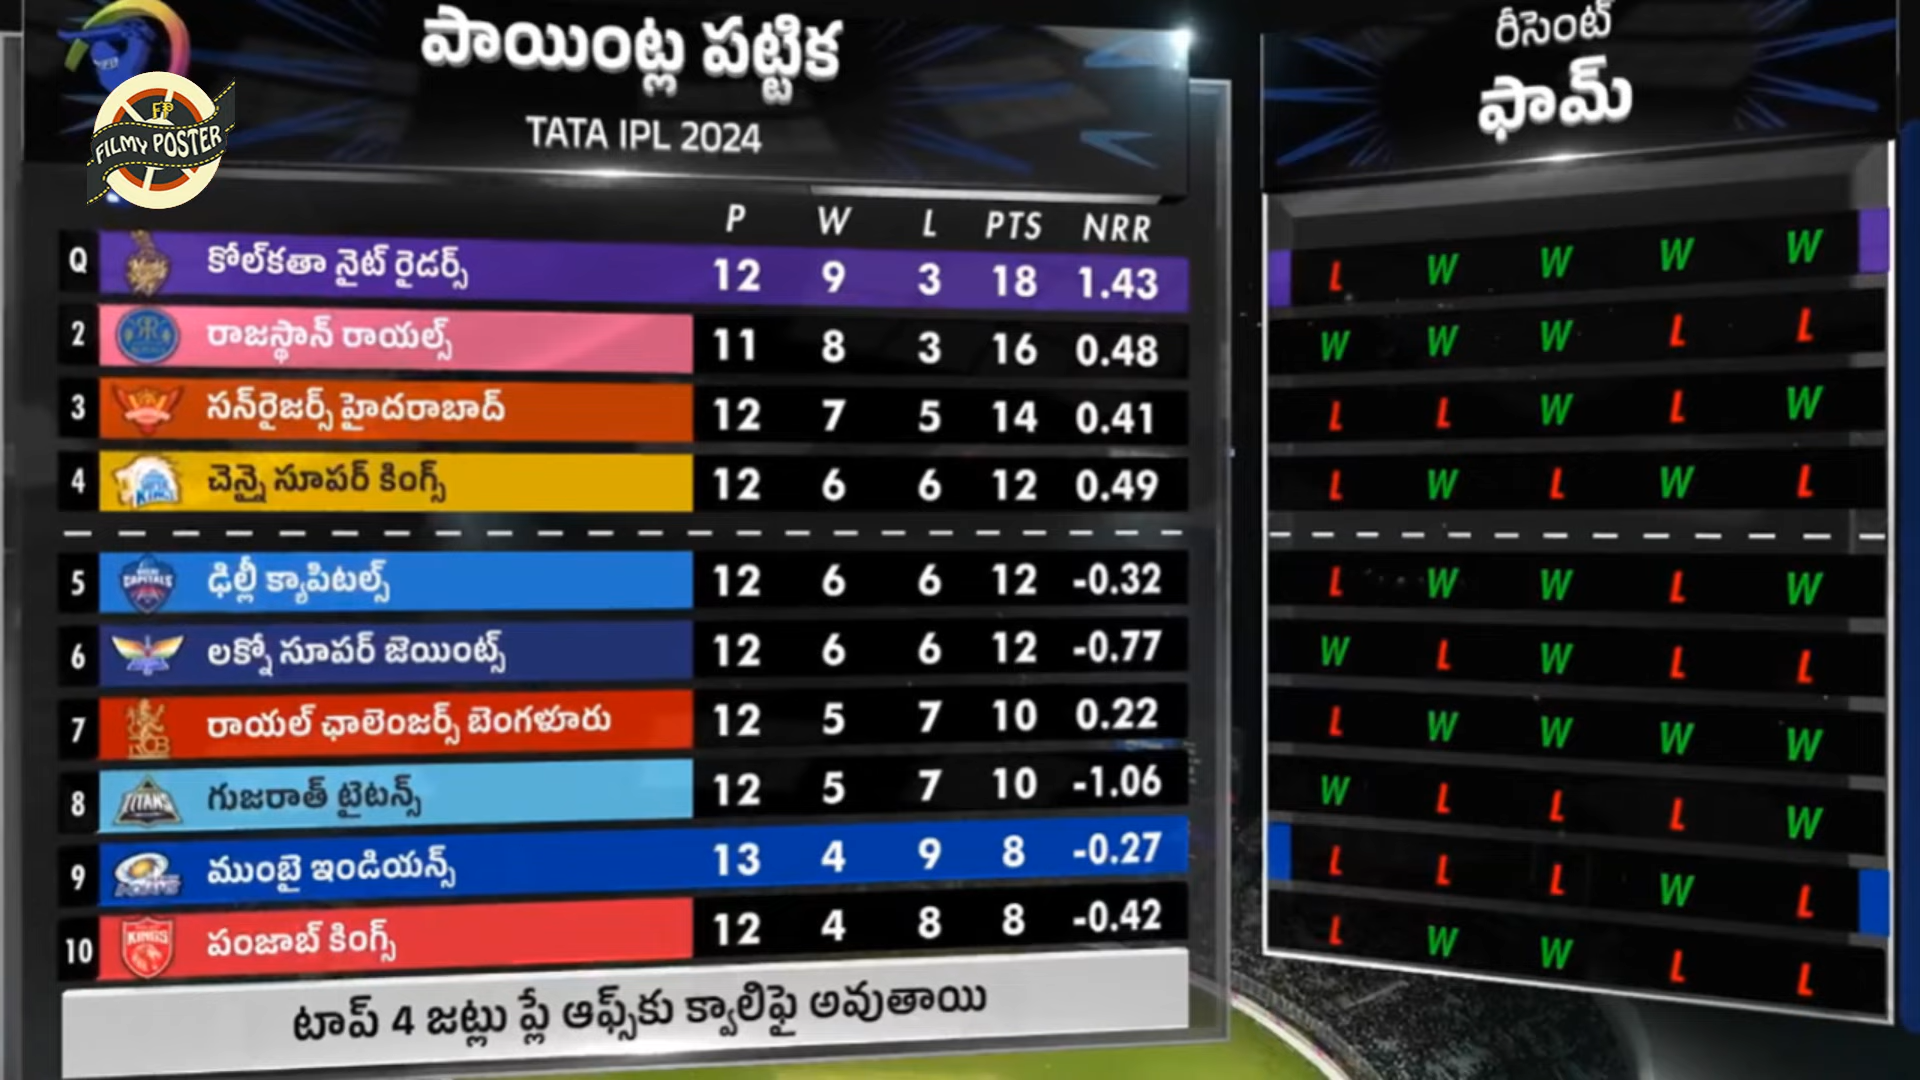 పాయింట్ల పట్టిక
TATA IPL 2024
FP
FILMY POSTER
P W L PTS NRR
Q కోల్‌కతా నైట్ రైడర్స్ 12 9 3 18 1.43
2 రాజస్థాన్ రాయల్స్ 11 8 3 16 0.48
3 సన్‌రైజర్స్ హైదరాబాద్ 12 7 5 14 0.41
4 చెన్నై సూపర్ కింగ్స్ 12 6 6 12 0.49
5 CAPITALS ఢిల్లీ క్యాపిటల్స్ 12 6 6 12 -0.32
6 లక్నో సూపర్ జెయింట్స్ 12 6 6 12 -0.77
7 RCB రాయల్ ఛాలెంజర్స్ బెంగళూరు 12 5 7 10 0.22
8 TITANS గుజరాత్ టైటన్స్ 12 5 7 10 -1.06
9 ముంబై ఇండియన్స్ 13 4 9 8 -0.27
10 KINGS పంజాబ్ కింగ్స్ 12 4 8 8 -0.42
టాప్ 4 జట్లు ప్లే ఆఫ్స్‌కు క్వాలిఫై అవుతాయి
రీసెంట్
ఫామ్
L W W W W
W W W L L
L L W L W
L W L W L
L W W L W
W L W L L
L W W W W
W L L L W
L L L W L
L W W L L